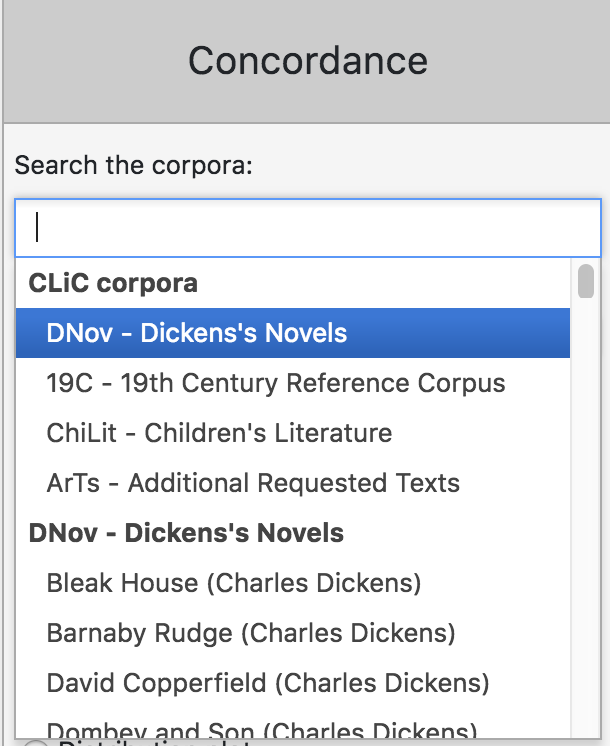 Concordance
Search the corpora:
CLiC corpora
DNov - Dickens's Novels
19C - 19th Century Reference Corpus
ChiLit - Children's Literature
ArTs - Additional Requested Texts
DNov - Dickens's Novels
Bleak House (Charles Dickens)
Barnaby Rudge (Charles Dickens)
David Copperfield (Charles Dickens)
Dombey and Son (Charles Dickens)
Distribution plot